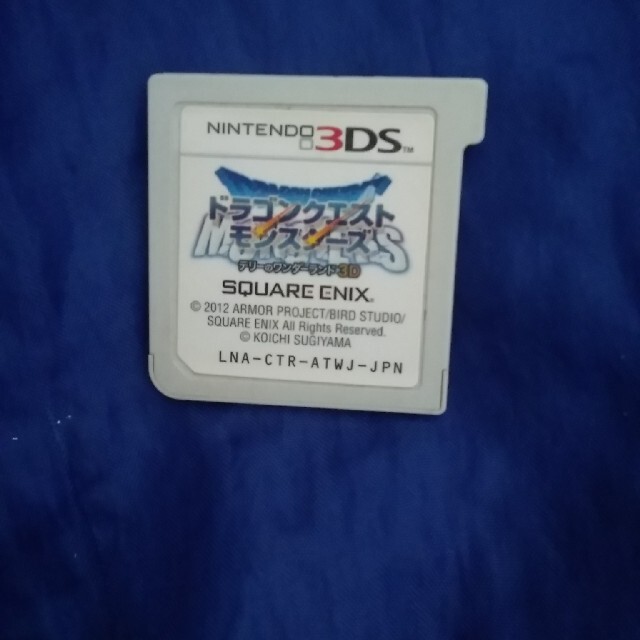 NINTENDO 3DS™
ドラゴンクエスト
モンスターズ
MONSTERS
テリーのワンダーランド3D
SQUARE ENIX.
© 2012 ARMOR PROJECT/BIRD STUDIO/
SQUARE ENIX All Rights Reserved.
© KOICHI SUGIYAMA
LNA-CTR-ATWJ-JPN